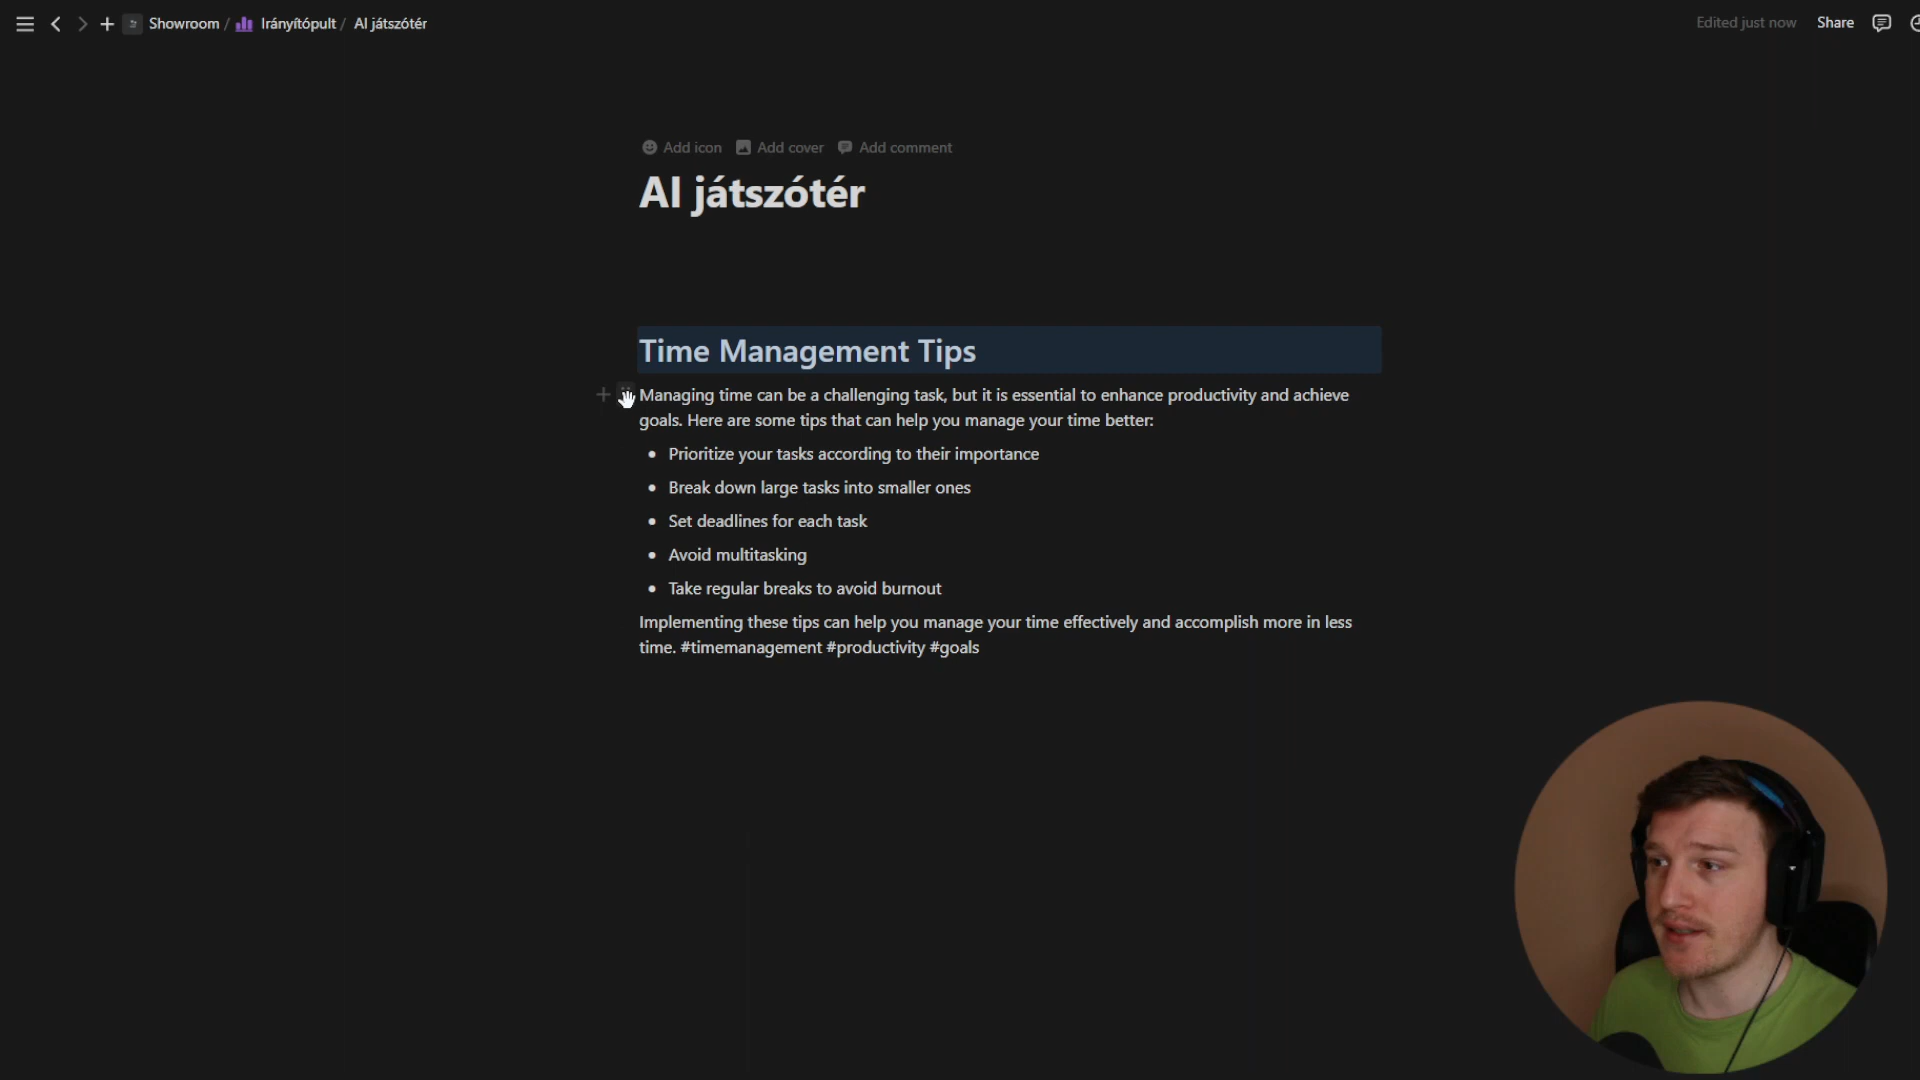 Showroom / Irányítópult / AI játszótér
Edited just now Share
Add icon Add cover Add comment
AI játszótér
Time Management Tips
Managing time can be a challenging task, but it is essential to enhance productivity and achieve
goals. Here are some tips that can help you manage your time better:
• Prioritize your tasks according to their importance
• Break down large tasks into smaller ones
• Set deadlines for each task
• Avoid multitasking
• Take regular breaks to avoid burnout
Implementing these tips can help you manage your time effectively and accomplish more in less
time. #timemanagement #productivity #goals